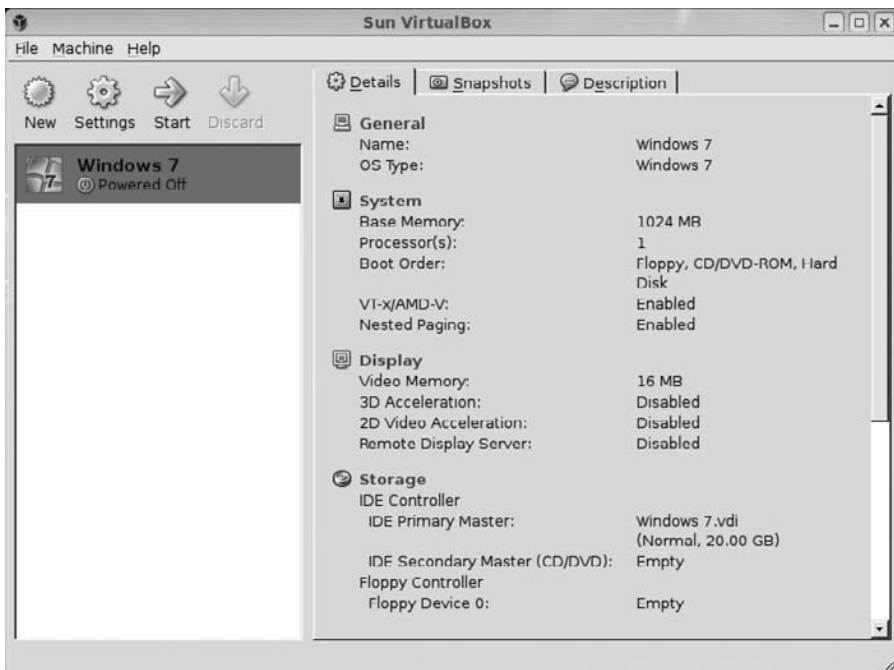 Sun VirtualBox
File Machine Help
New Settings Start Discard
Windows 7
Powered Off
Details Snapshots Description
General
Name: Windows 7
OS Type: Windows 7
System
Base Memory: 1024 MB
Processor(s): 1
Boot Order: Floppy, CD/DVD-ROM, Hard
Disk
VT-x/AMD-V: Enabled
Nested Paging: Enabled
Display
Video Memory: 16 MB
3D Acceleration: Disabled
2D Video Acceleration: Disabled
Remote Display Server: Disabled
Storage
IDE Controller
IDE Primary Master: Windows 7.vdi
(Normal, 20.00 GB)
IDE Secondary Master (CD/DVD): Empty
Floppy Controller
Floppy Device 0: Empty